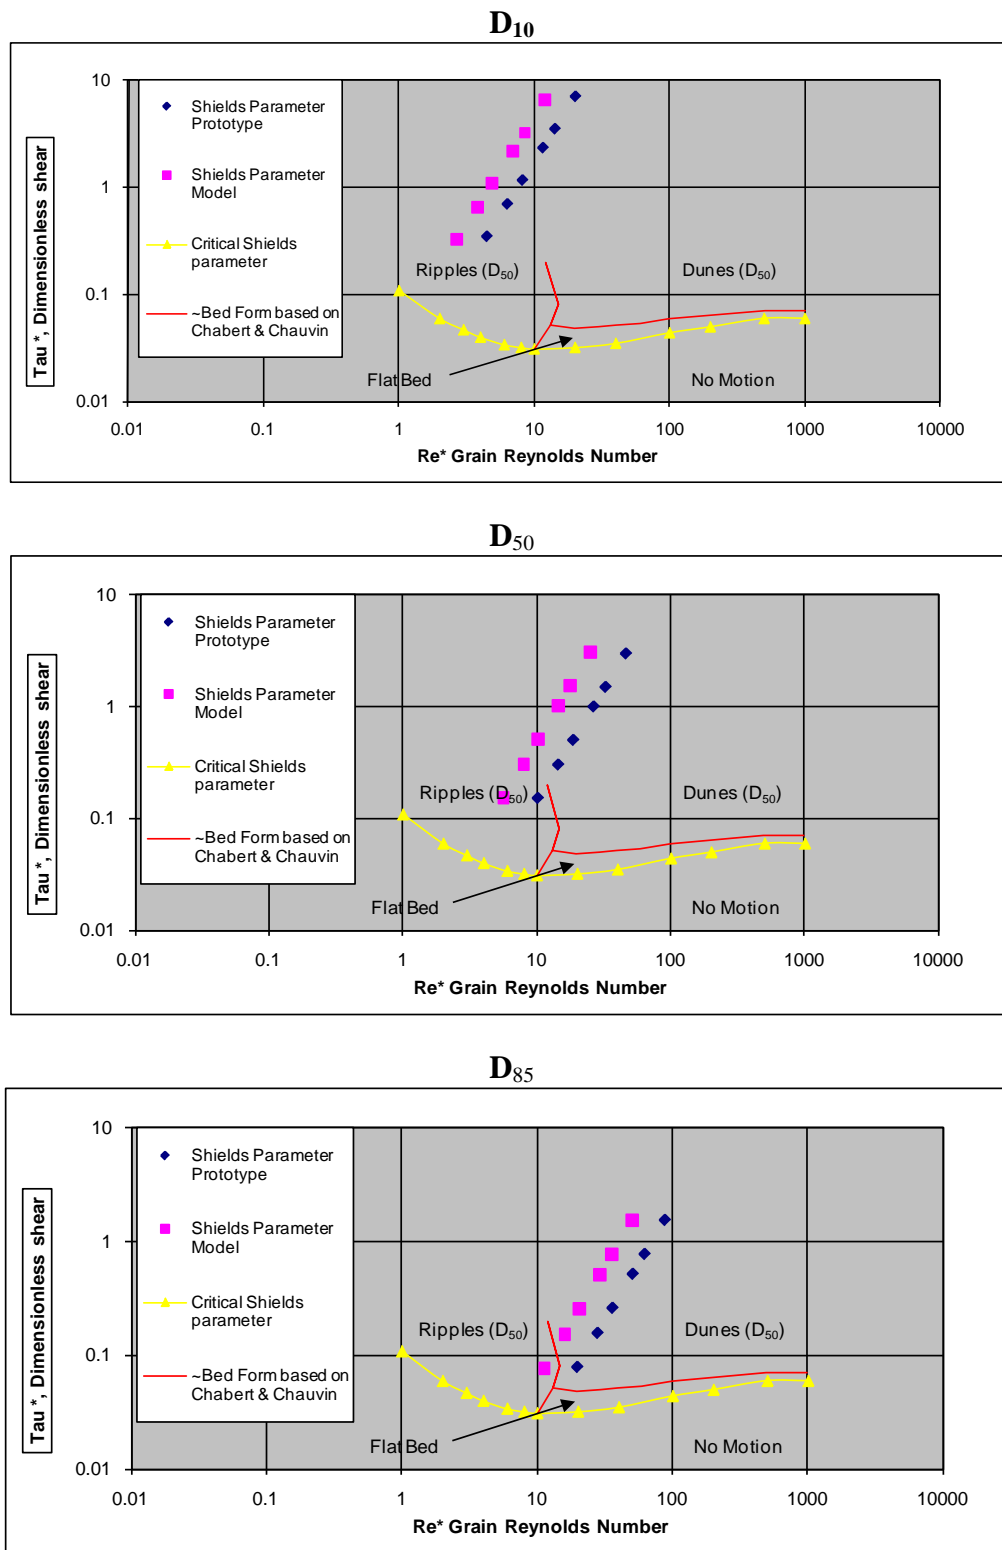 D10
10
1
0.1
0.01
Tau *, Dimensionless shear
Shields Parameter
Prototype
Shields Parameter
Model
Critical Shields
parameter
~Bed Form based on
Chabert & Chauvin
Ripples (D50)
Dunes (D50)
Flat Bed
No Motion
0.01 0.1 1 10 100 1000 10000
Re* Grain Reynolds Number
D50
10
1
0.1
0.01
Tau *, Dimensionless shear
Shields Parameter
Prototype
Shields Parameter
Model
Critical Shields
parameter
~Bed Form based on
Chabert & Chauvin
Ripples (D50)
Dunes (D50)
Flat Bed
No Motion
0.01 0.1 1 10 100 1000 10000
Re* Grain Reynolds Number
D85
10
1
0.1
0.01
Tau *, Dimensionless shear
Shields Parameter
Prototype
Shields Parameter
Model
Critical Shields
parameter
~Bed Form based on
Chabert & Chauvin
Ripples (D50)
Dunes (D50)
Flat Bed
No Motion
0.01 0.1 1 10 100 1000 10000
Re* Grain Reynolds Number